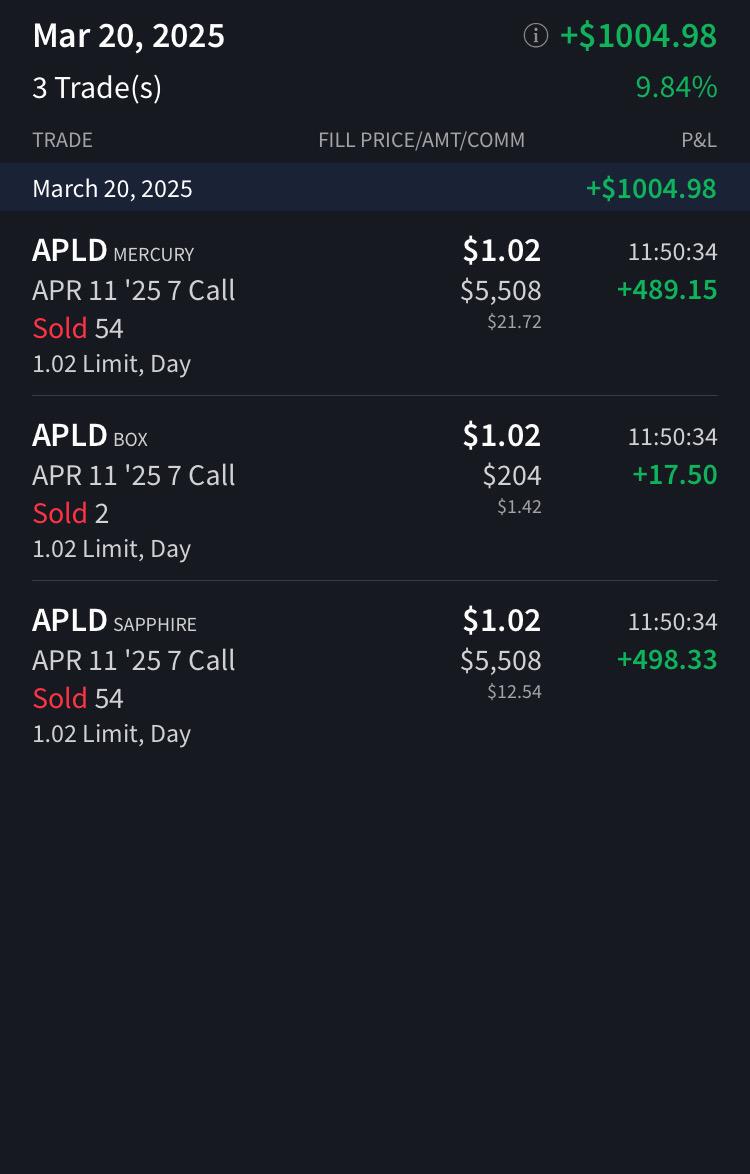 Mar 20, 2025 ⓘ +$1004.98
3 Trade(s) 9.84%
TRADE FILL PRICE/AMT/COMM P&L
March 20, 2025 +$1004.98
APLD MERCURY $1.02 11:50:34
APR 11 '25 7 Call $5,508 +489.15
Sold 54 $21.72
1.02 Limit, Day
APLD BOX $1.02 11:50:34
APR 11 '25 7 Call $204 +17.50
Sold 2 $1.42
1.02 Limit, Day
APLD SAPPHIRE $1.02 11:50:34
APR 11 '25 7 Call $5,508 +498.33
Sold 54 $12.54
1.02 Limit, Day